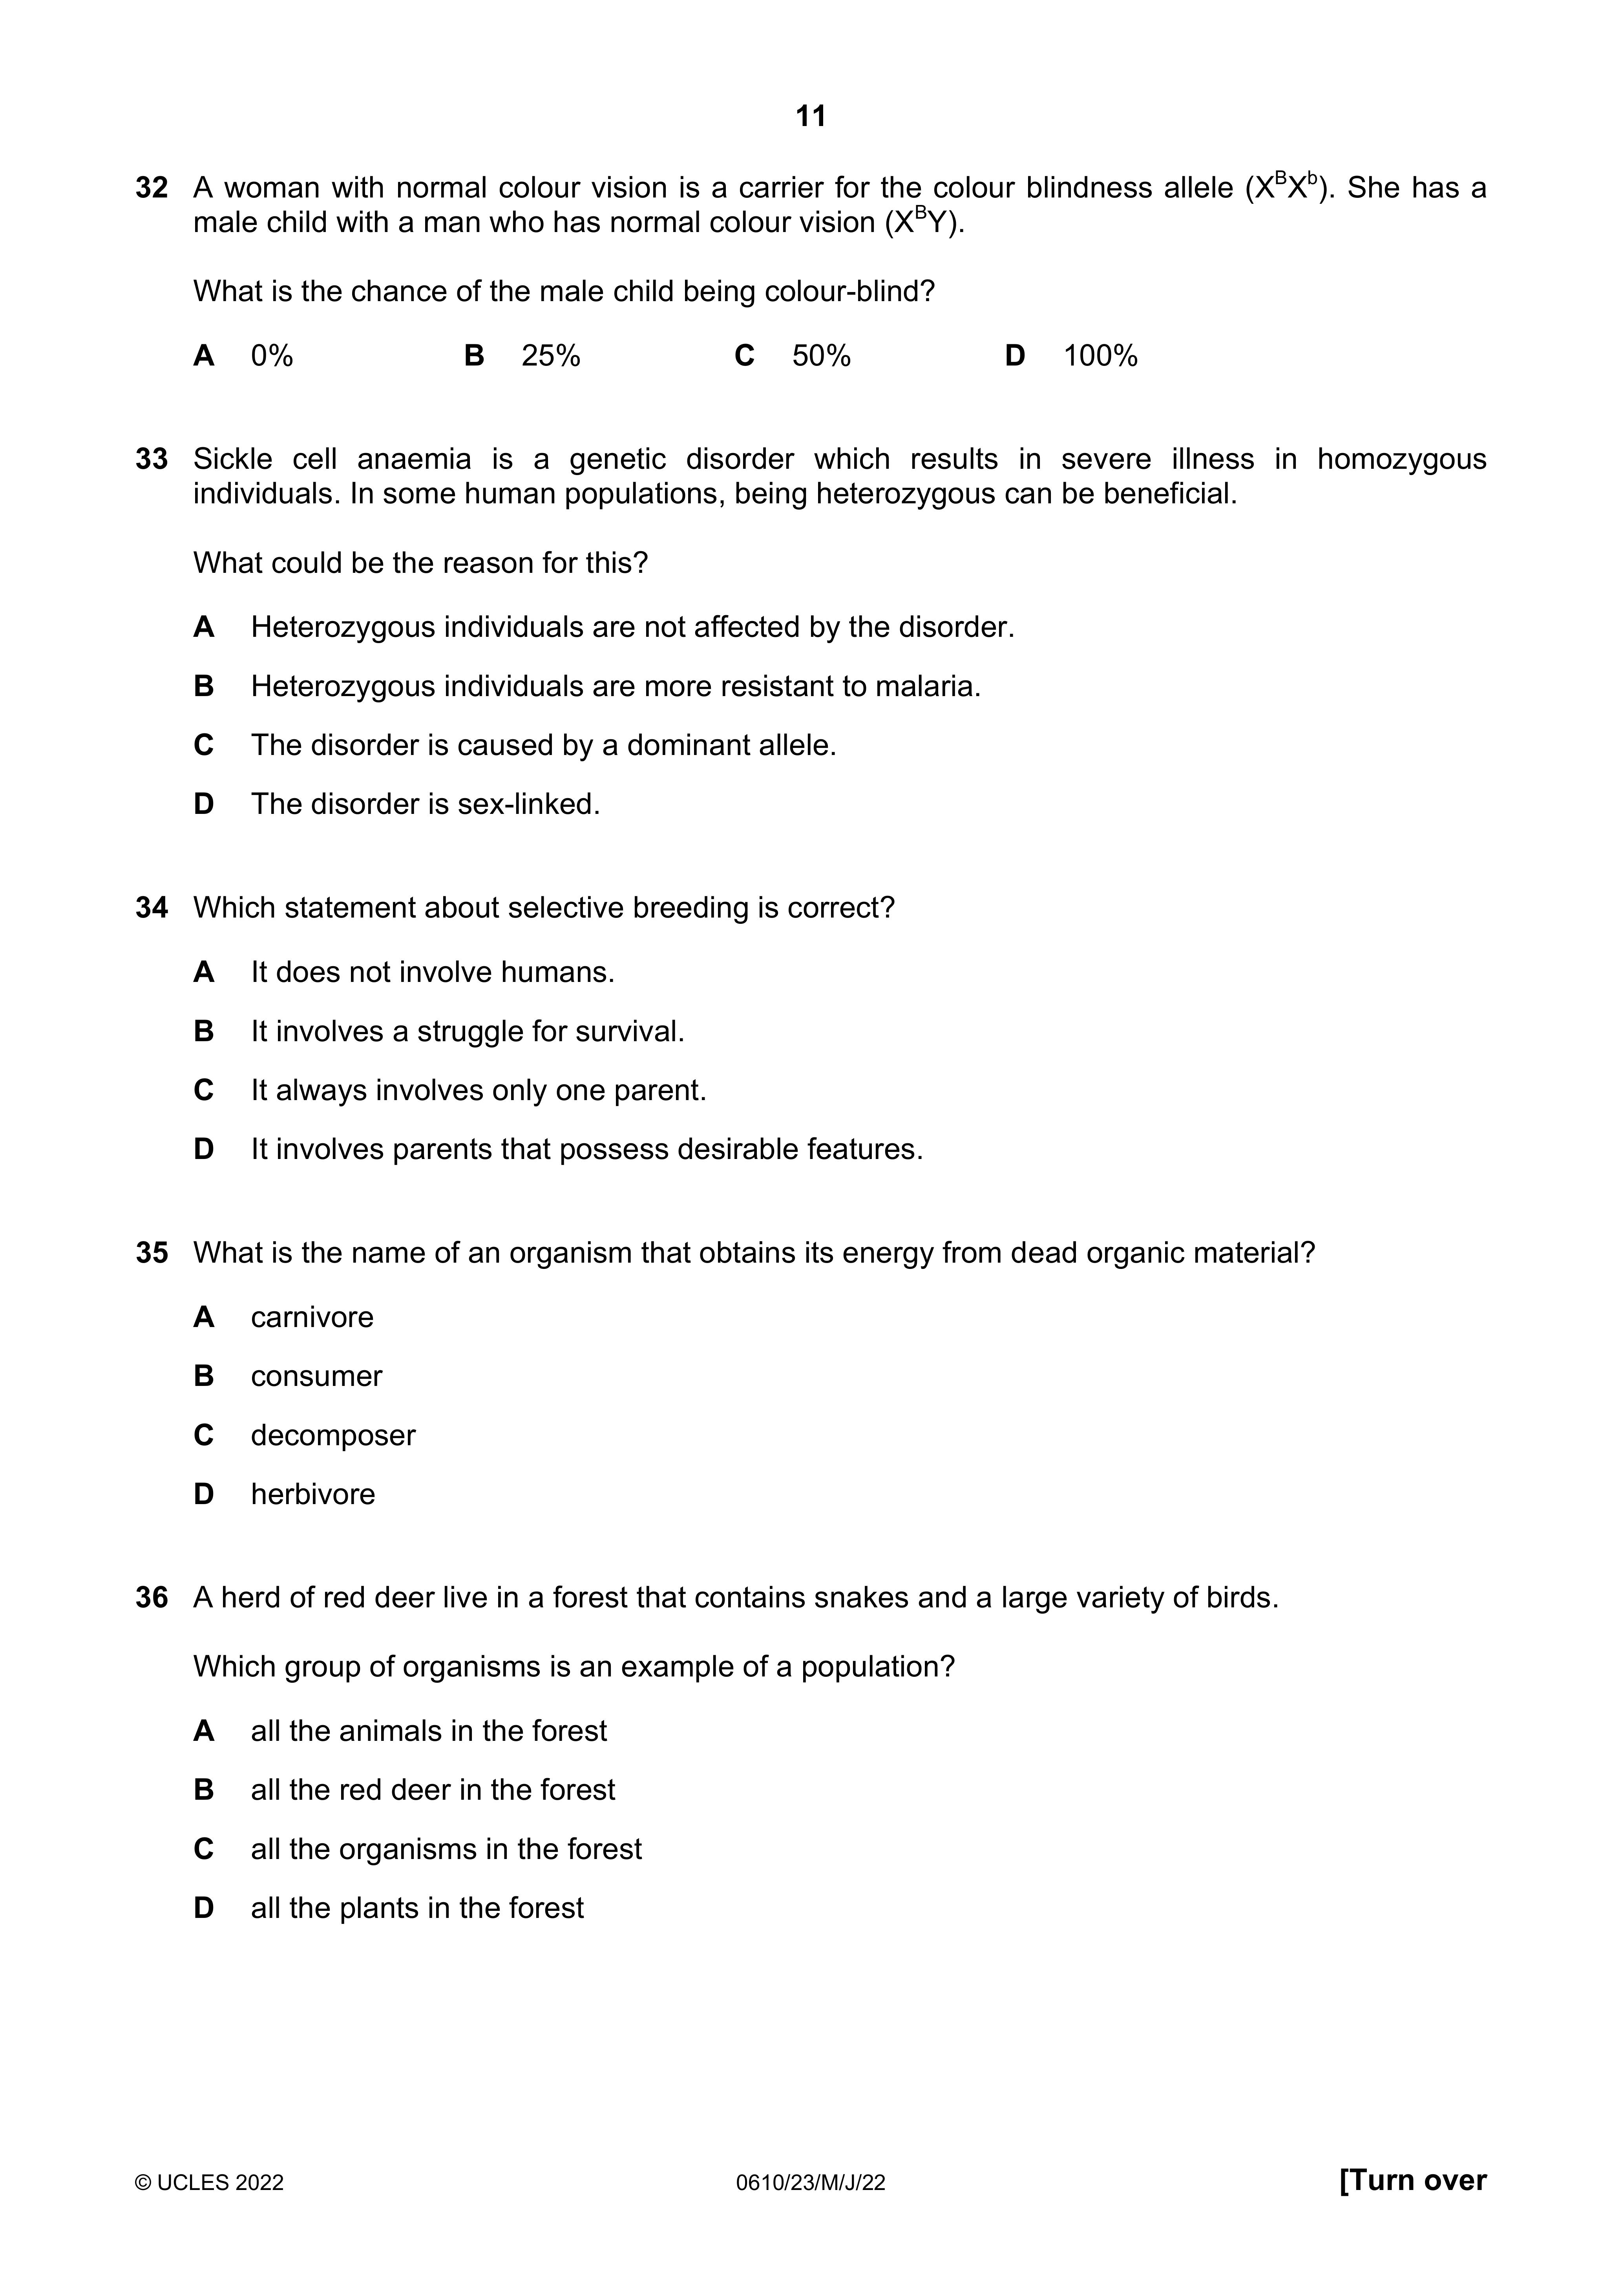 11
32 A woman with normal colour vision is a carrier for the colour blindness allele (XᴮXᵇ). She has a
male child with a man who has normal colour vision (XᴮY).
What is the chance of the male child being colour-blind?
A 0% B 25% C 50% D 100%
33 Sickle cell anaemia is a genetic disorder which results in severe illness in homozygous
individuals. In some human populations, being heterozygous can be beneficial.
What could be the reason for this?
A Heterozygous individuals are not affected by the disorder.
B Heterozygous individuals are more resistant to malaria.
C The disorder is caused by a dominant allele.
D The disorder is sex-linked.
34 Which statement about selective breeding is correct?
A It does not involve humans.
B It involves a struggle for survival.
C It always involves only one parent.
D It involves parents that possess desirable features.
35 What is the name of an organism that obtains its energy from dead organic material?
A carnivore
B consumer
C decomposer
D herbivore
36 A herd of red deer live in a forest that contains snakes and a large variety of birds.
Which group of organisms is an example of a population?
A all the animals in the forest
B all the red deer in the forest
C all the organisms in the forest
D all the plants in the forest
© UCLES 2022 0610/23/M/J/22 [Turn over